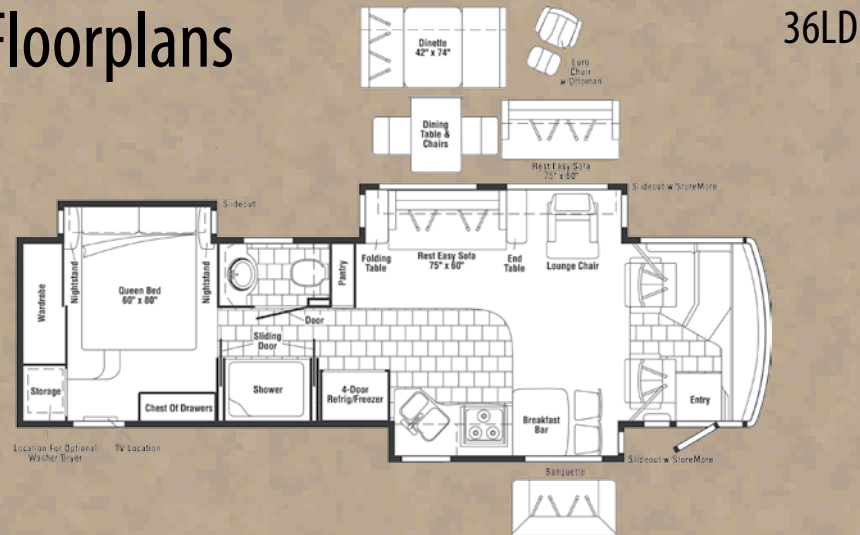 Floorplans
36LD
Dinette
42" x 74"
Euro
Chair
w/Ottoman
Dining
Table &
Chairs
Rest Easy Sofa
75" x 60"
Slideout
Slideout w/StoreMore
Wardrobe
Nightstand
Queen Bed
60" x 80"
Nightstand
Pantry
Folding
Table
Rest Easy Sofa
75" x 60"
End
Table
Lounge Chair
Door
Sliding
Door
Storage
Chest Of Drawers
Shower
4-Door
Refrig/Freezer
Breakfast
Bar
Entry
Location For Optional
Washer/Dryer
TV Location
Slideout w/StoreMore
Banquette